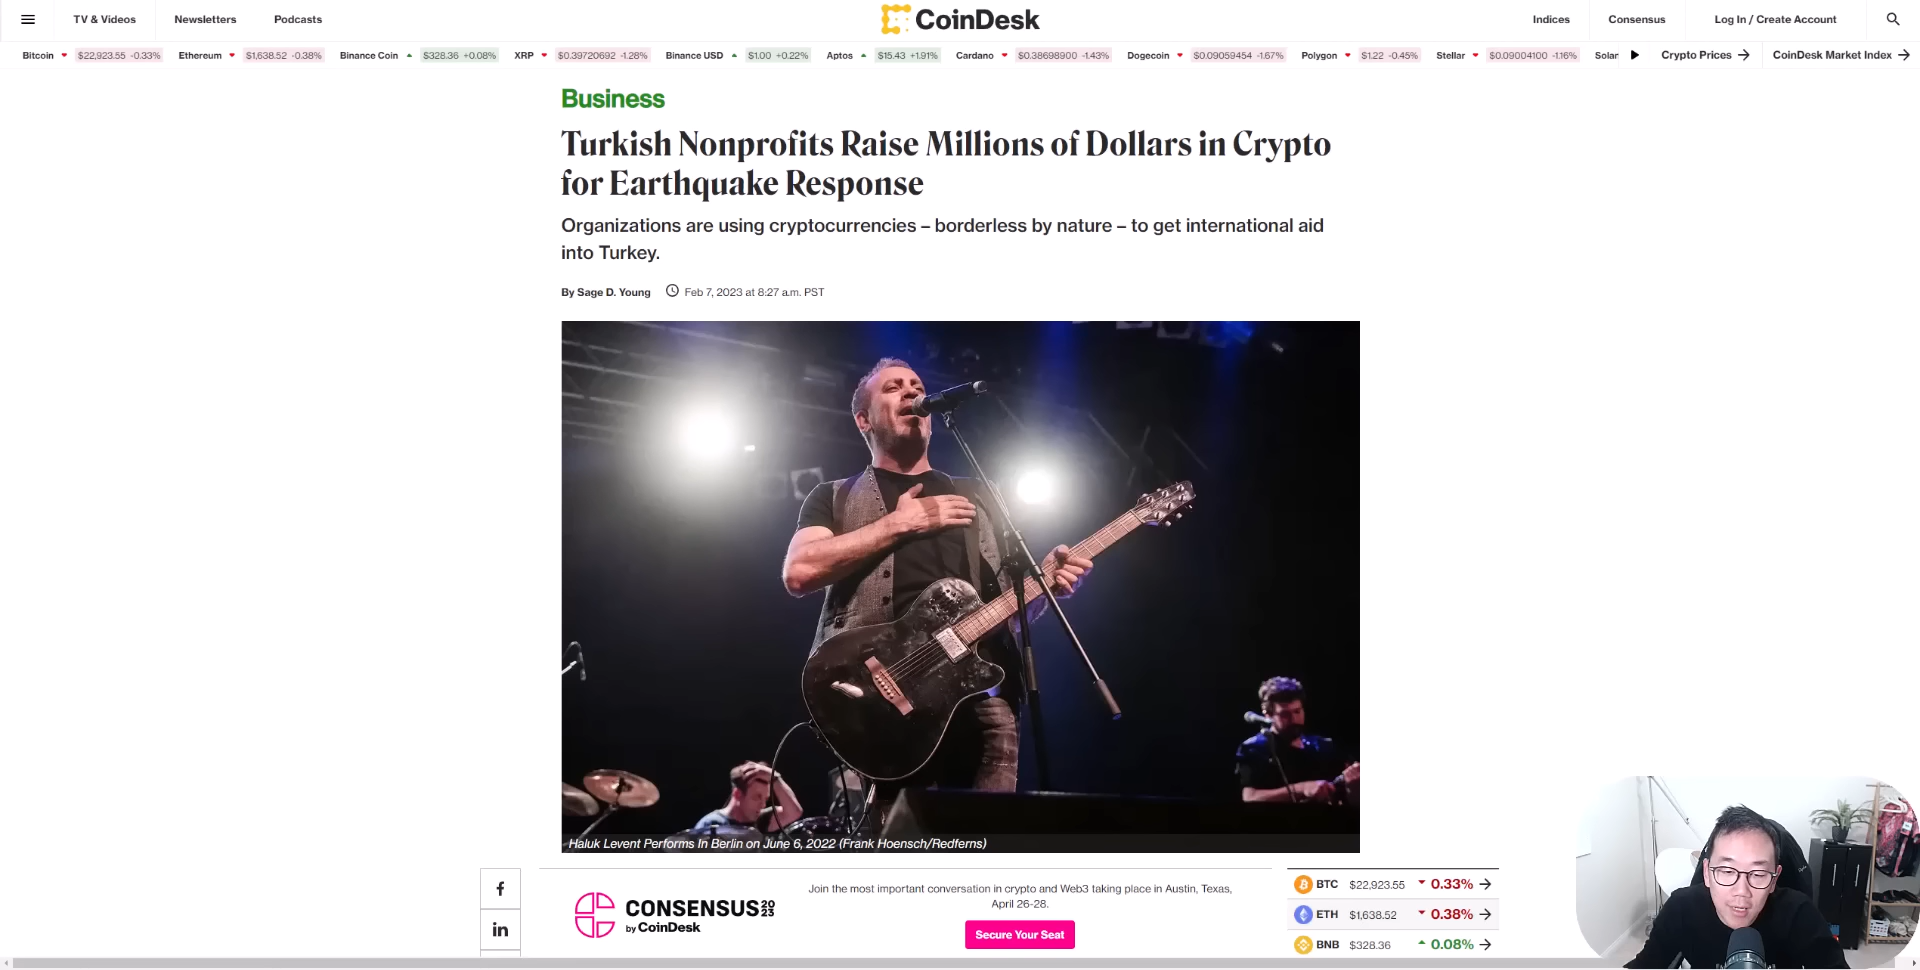 TV & Videos Newsletters Podcasts CoinDesk Indices Consensus Log In / Create Account
Bitcoin $22,923.55 -0.33% Ethereum $1,638.52 -0.38% Binance Coin $328.36 +0.08% XRP $0.39720692 -1.28% Binance USD $1.00 +0.22% Aptos $15.43 +1.91% Cardano $0.38698900 -1.43% Dogecoin $0.09059454 -1.67% Polygon $1.22 -0.45% Stellar $0.09004100 -1.16% Solar Crypto Prices CoinDesk Market Index
Business
Turkish Nonprofits Raise Millions of Dollars in Crypto
for Earthquake Response
Organizations are using cryptocurrencies – borderless by nature – to get international aid
into Turkey.
By Sage D. Young Feb 7, 2023 at 8:27 a.m. PST
Haluk Levent Performs In Berlin on June 6, 2022 (Frank Hoensch/Redferns)
f
in
CONSENSUS 2023
by CoinDesk
Join the most important conversation in crypto and Web3 taking place in Austin, Texas,
April 26-28.
Secure Your Seat
BTC $22,923.55 0.33%
ETH $1,638.52 0.38%
BNB $328.36 0.08%